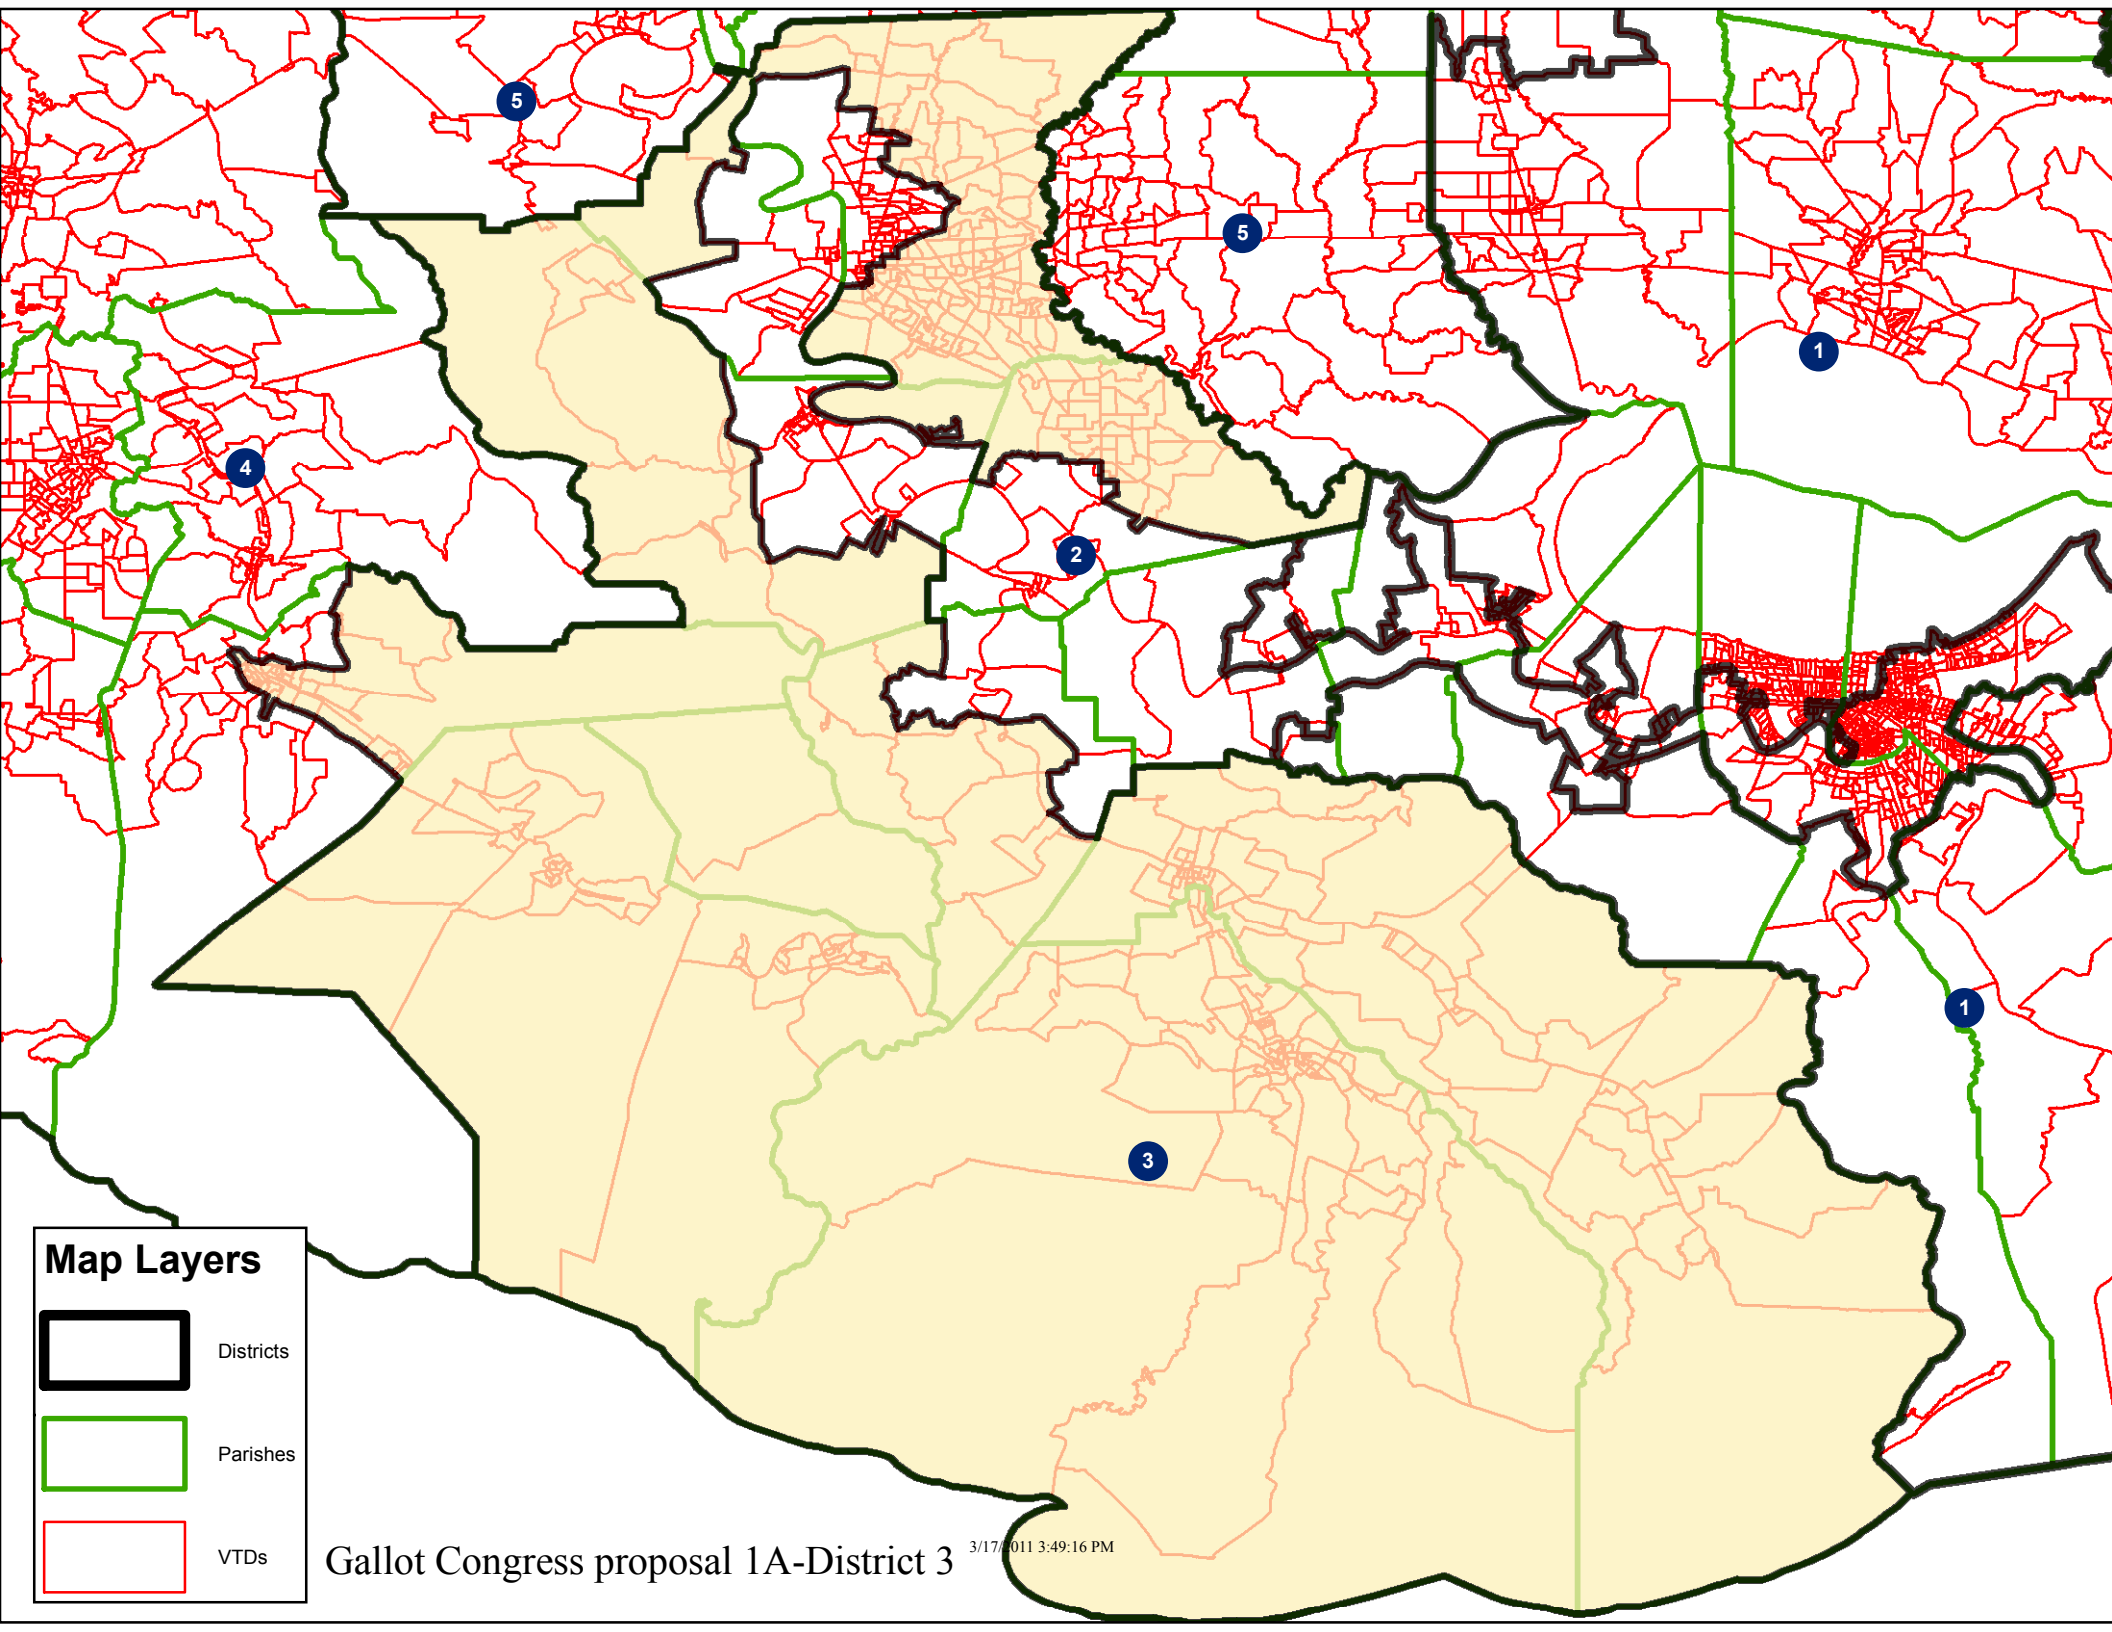 5
5
1
4
2
1
3
Map Layers
Districts
Parishes
VTDs
Gallot Congress proposal 1A-District 3
3/17/2011 3:49:16 PM